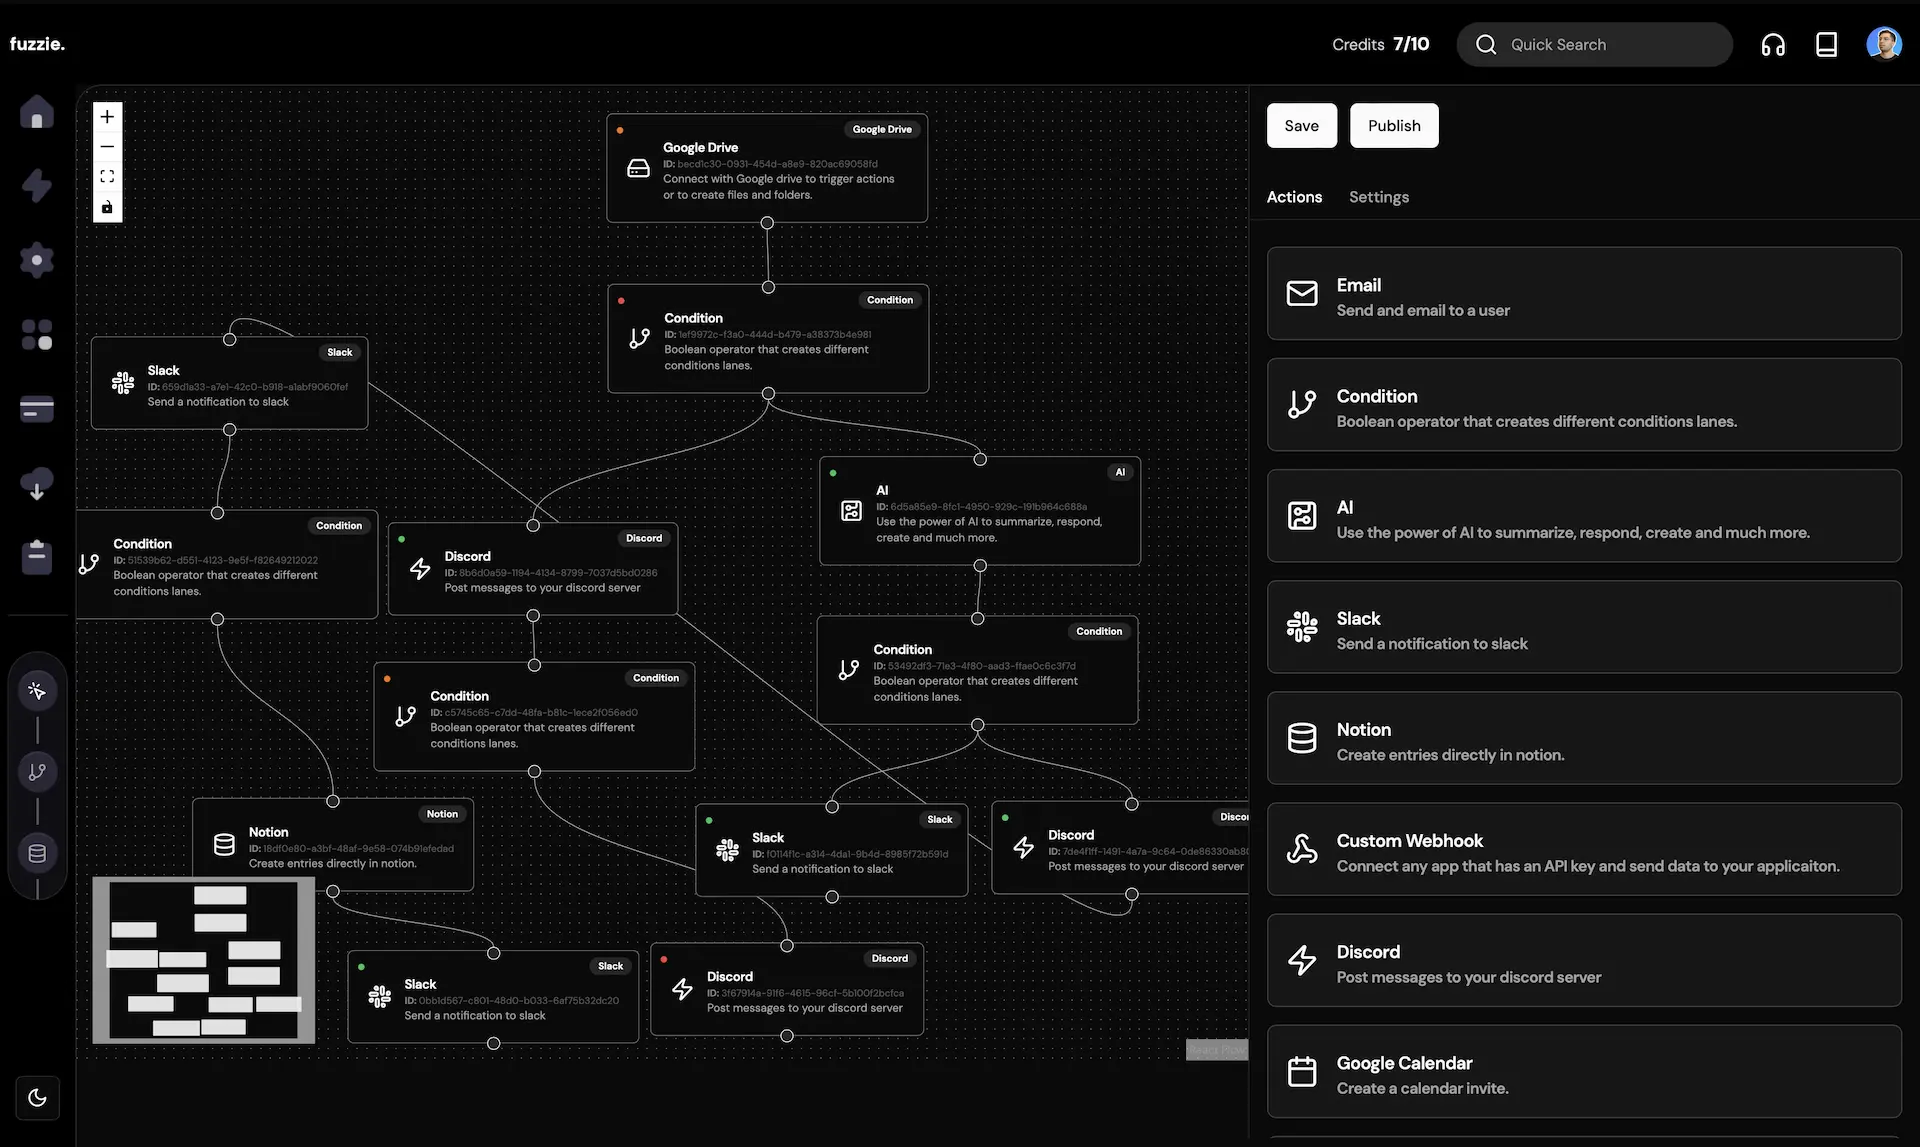 fuzzie.
Credits 7/10
Quick Search
Google Drive
Google Drive
ID: becd1c30-0931-454d-a8e9-820ac69058fd
Connect with Google drive to trigger actions
or to create files and folders.
Condition
Condition
ID: 1ef9972c-f3a0-444d-b479-a38373b4e981
Boolean operator that creates different
conditions lanes.
Slack
Slack
ID: 659d1a33-a7e1-42c0-b918-a1abf9060fef
Send a notification to slack
AI
AI
ID: 6d5a85e9-8fc1-4950-929c-191b964c688a
Use the power of AI to summarize, respond,
create and much more.
Condition
Condition
ID: 51539b62-d551-4123-9e5f-f82649212022
Boolean operator that creates different
conditions lanes.
Discord
Discord
ID: 8b6d0a59-1194-4134-8799-7037d5bd0286
Post messages to your discord server
Condition
Condition
ID: 53492df3-71e3-4f80-aad3-ffae0c6c3f7d
Boolean operator that creates different
conditions lanes.
Condition
Condition
ID: c5745c65-c7dd-48fa-b81c-1ece2f056ed0
Boolean operator that creates different
conditions lanes.
Notion
Notion
ID: 18df0e80-a3bf-48af-9e58-074b91efedad
Create entries directly in notion.
Slack
Slack
ID: f0114f1c-a314-4da1-9b4d-8985f72b591d
Send a notification to slack
Discor
Discord
ID: 7de4f1ff-1491-4a7a-9c64-0de86330ab80
Post messages to your discord server
Slack
Slack
ID: 0bb1d567-c801-48d0-b033-6af75b32dc20
Send a notification to slack
Discord
Discord
ID: 3f67914a-91f6-4615-96cf-5b100f2bcfca
Post messages to your discord server
Save
Publish
Actions
Settings
Email
Send and email to a user
Condition
Boolean operator that creates different conditions lanes.
AI
Use the power of AI to summarize, respond, create and much more.
Slack
Send a notification to slack
Notion
Create entries directly in notion.
Custom Webhook
Connect any app that has an API key and send data to your applicaiton.
Discord
Post messages to your discord server
Google Calendar
Create a calendar invite.